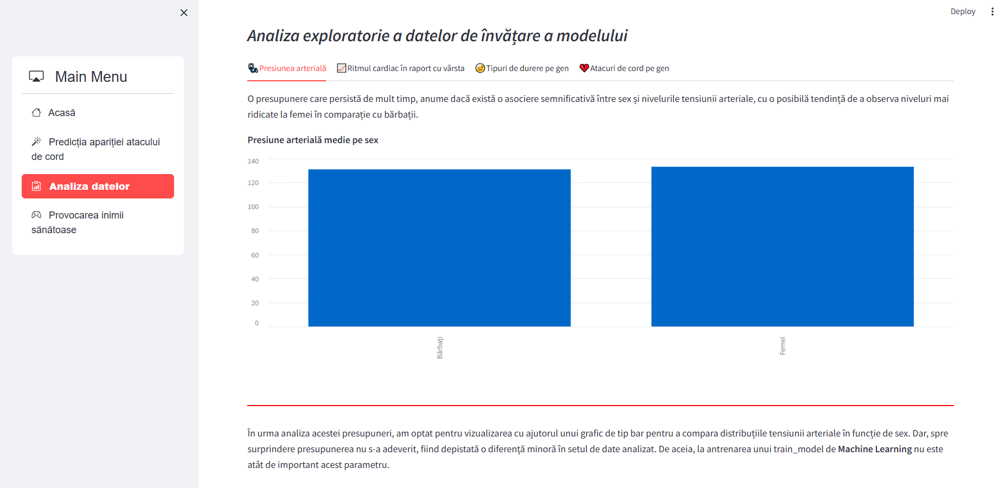 Deploy
Main Menu
Acasă
Predicția apariției atacului
de cord
Analiza datelor
Provocarea inimii
sănătoase
Analiza exploratorie a datelor de învățare a modelului
Presiunea arterială Ritmul cardiac în raport cu vârsta Tipuri de durere pe gen Atacuri de cord pe gen
O presupunere care persistă de mult timp, anume dacă există o asociere semnificativă între sex și nivelurile tensiunii arteriale, cu o posibilă tendință de a observa niveluri mai
ridicate la femei în comparație cu bărbații.
Presiune arterială medie pe sex
140
120
100
80
60
40
20
0
Bărbați
Femei
În urma analiza acestei presupuneri, am optat pentru vizualizarea cu ajutorul unui grafic de tip bar pentru a compara distribuțiile tensiunii arteriale în funcție de sex. Dar, spre
surprindere presupunerea nu s-a adeverit, fiind depistată o diferență minoră în setul de date analizat. De aceia, la antrenarea unui train_model de Machine Learning nu este
atât de important acest parametru.